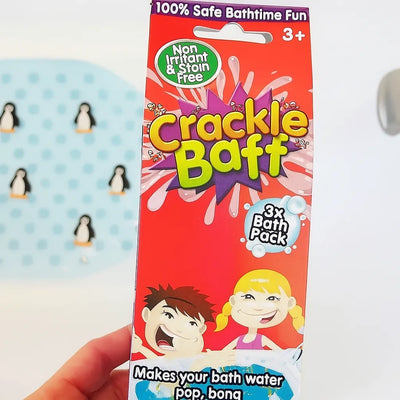 100% Safe Bathtime Fun
3+
Non
Irritant
& Stain
Free
Crackle
Baff
3x
Bath
Pack
Makes your bath water
pop, bong